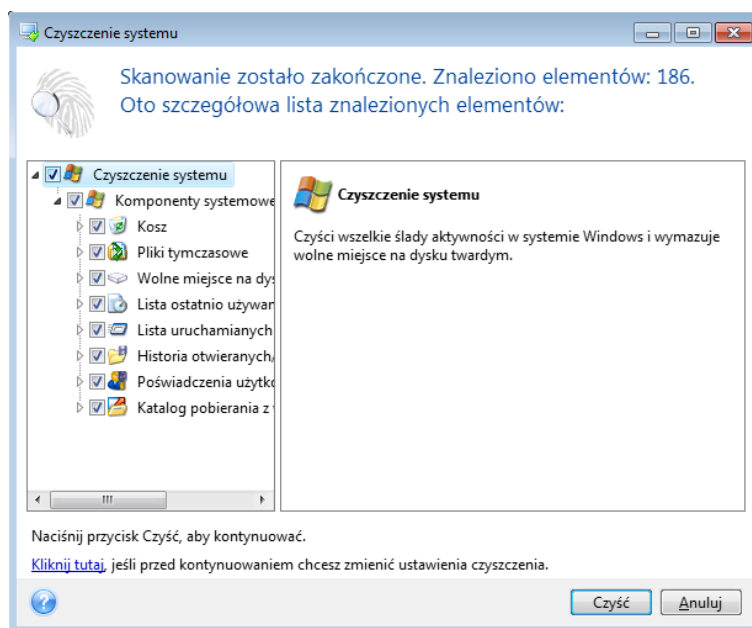 Czyszczenie systemu
Skanowanie zostało zakończone. Znaleziono elementów: 186.
Oto szczegółowa lista znalezionych elementów:
Czyszczenie systemu
Komponenty systemowe
Kosz
Pliki tymczasowe
Wolne miejsce na
Lista ostatnio
Lista uruchamianych
Historia otwieranych/
Poświadczenia
Katalog pobierania z
Czyszczenie systemu
Czyści wszelkie ślady aktywności w systemie Windows i wymazuje
wolne miejsce na dysku twardym.
Naciśnij przycisk Czyść, aby kontynuować.
Kliknij tutaj, jeśli przed kontynuowaniem chcesz zmienić ustawienia czyszczenia.
Czyść
Anuluj